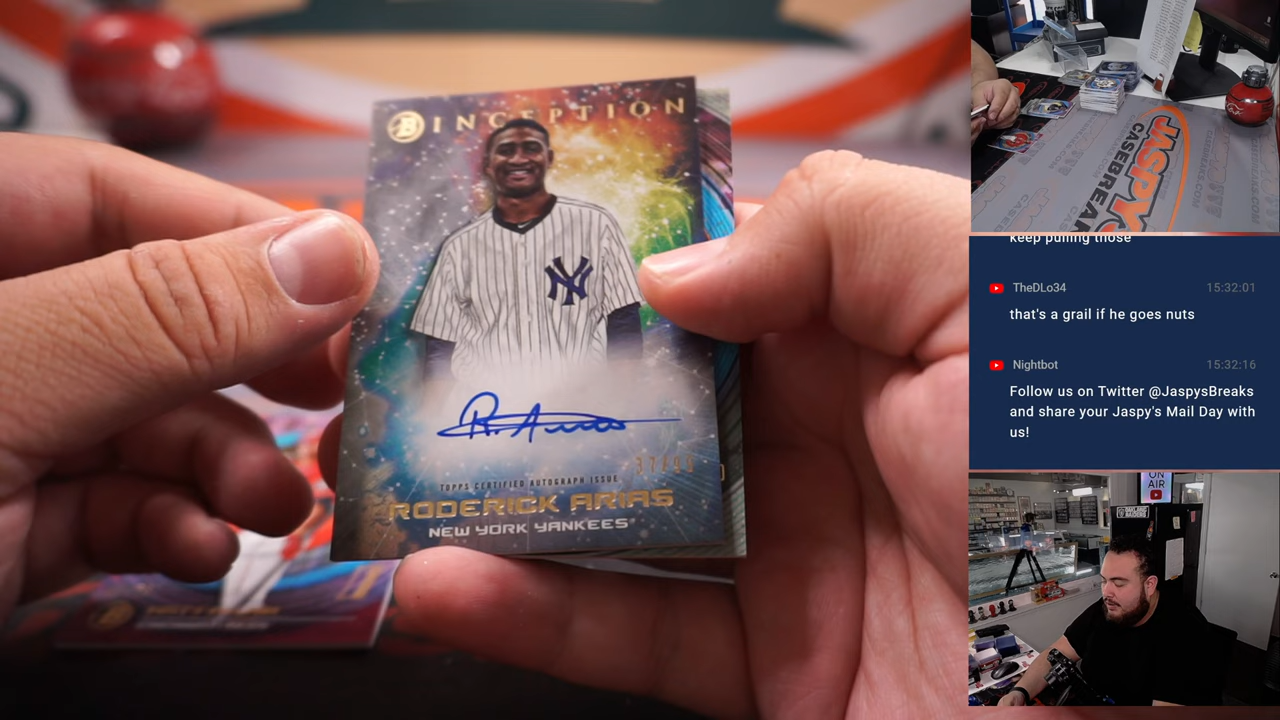 B INCEPTION
NY
R. Arias
TOPPS CERTIFIED AUTOGRAPH ISSUE
RODERICK ARIAS
NEW YORK YANKEES
JASPY
CASEBREA
keep pulling those
TheDLo34 15:32:01
that's a grail if he goes nuts
Nightbot 15:32:16
Follow us on Twitter @JaspysBreaks
and share your Jaspy's Mail Day with
us!
ON
AIR